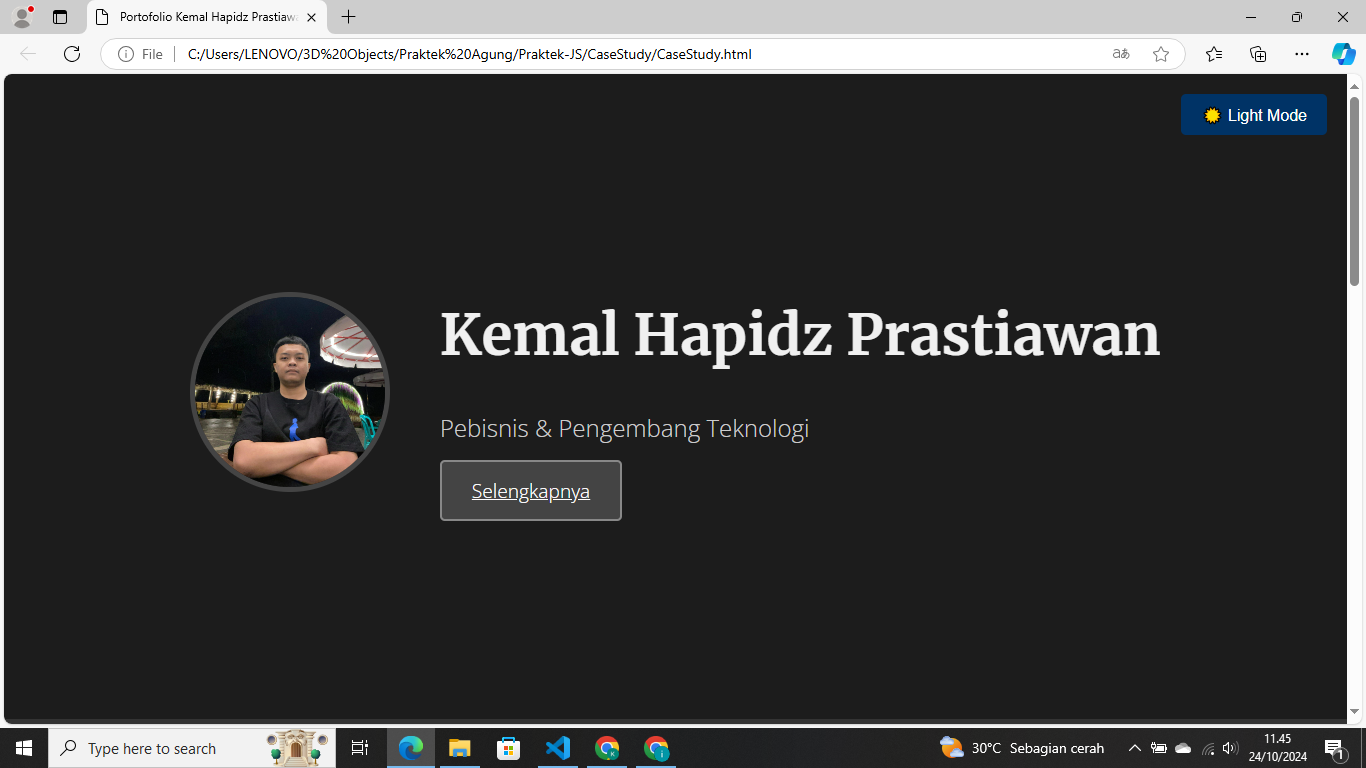 Portofolio Kemal Hapidz Prastiaw
File
C:/Users/LENOVO/3D%20Objects/Praktek%20Agung/Praktek-JS/CaseStudy/CaseStudy.html
aあ
Light Mode
Kemal Hapidz Prastiawan
Pebisnis & Pengembang Teknologi
Selengkapnya
Type here to search
30°C Sebagian cerah
11.45
24/10/2024
1